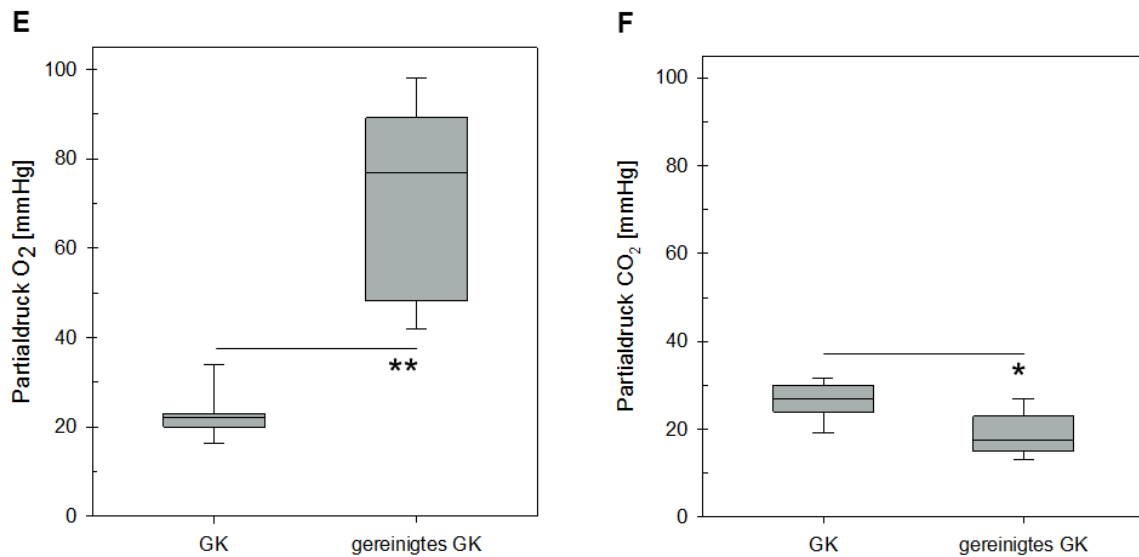 E
Partialdruck O2 [mmHg]
100
80
60
40
20
0
**
GK
gereinigtes GK
F
Partialdruck CO2 [mmHg]
100
80
60
40
20
0
*
GK
gereinigtes GK